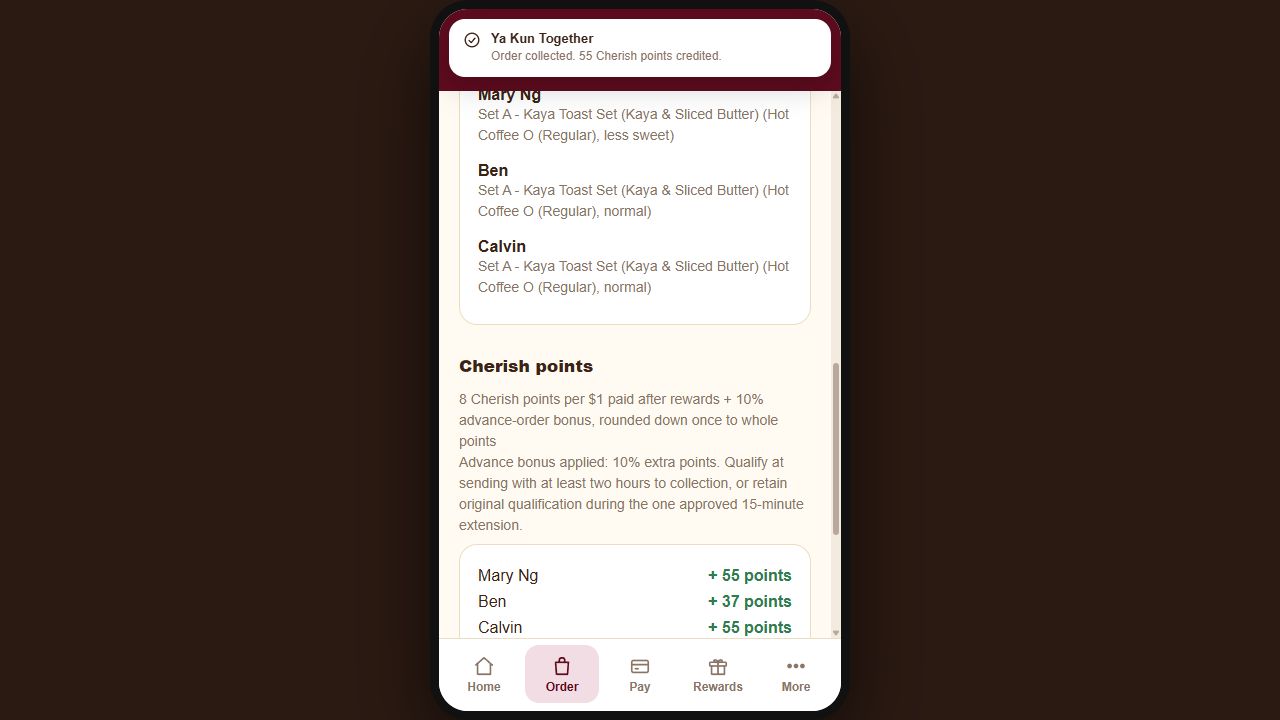 Ya Kun Together
Order collected. 55 Cherish points credited.
Mary Ng
Set A - Kaya Toast Set (Kaya & Sliced Butter) (Hot
Coffee O (Regular), less sweet)
Ben
Set A - Kaya Toast Set (Kaya & Sliced Butter) (Hot
Coffee O (Regular), normal)
Calvin
Set A - Kaya Toast Set (Kaya & Sliced Butter) (Hot
Coffee O (Regular), normal)
Cherish points
8 Cherish points per $1 paid after rewards + 10%
advance-order bonus, rounded down once to whole
points
Advance bonus applied: 10% extra points. Qualify at
sending with at least two hours to collection, or retain
original qualification during the one approved 15-minute
extension.
Mary Ng + 55 points
Ben + 37 points
Calvin + 55 points
Home Order Pay Rewards More